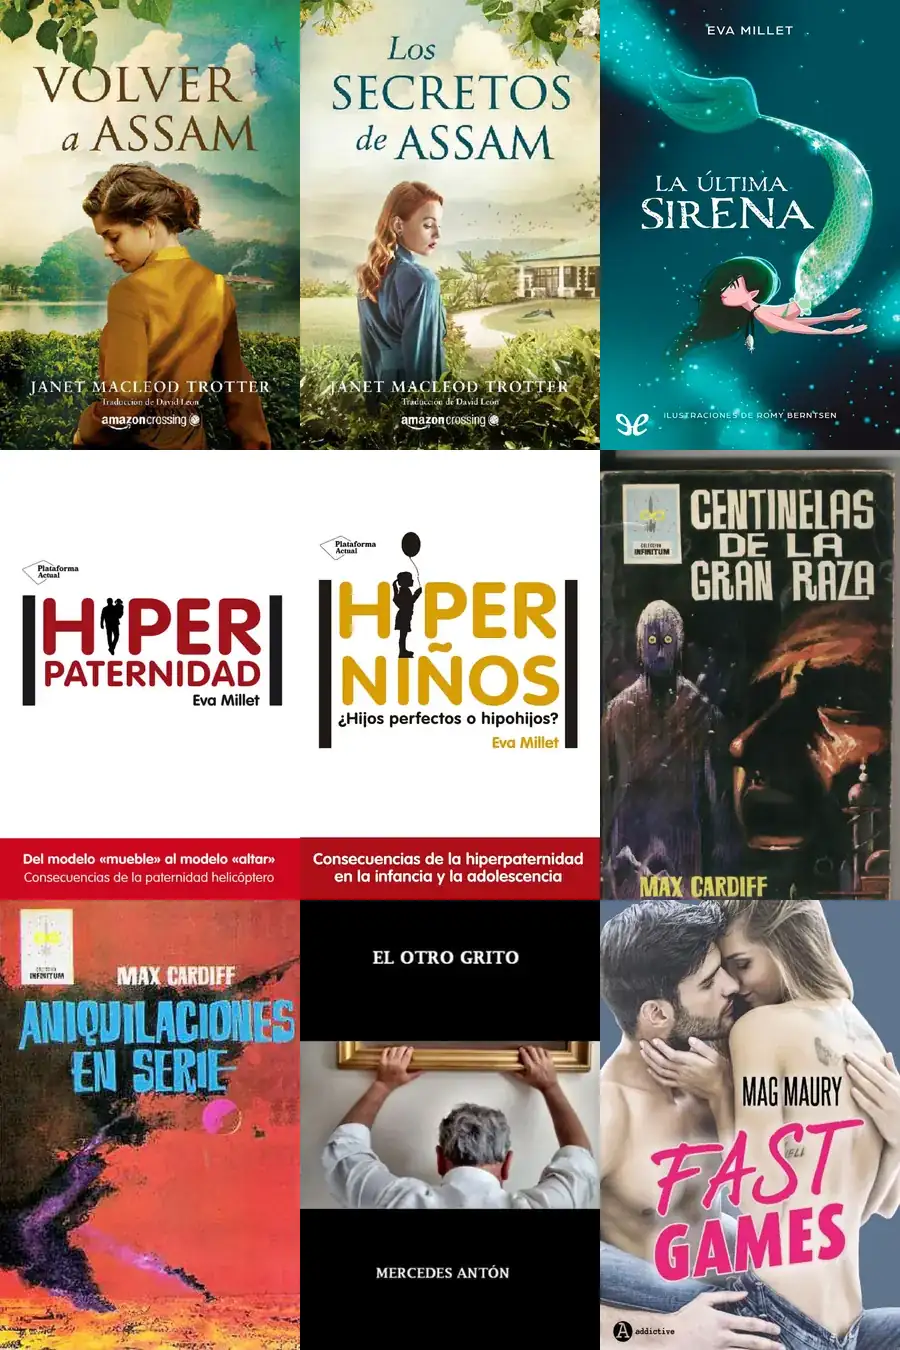 VOLVER
a ASSAM
JANET MACLEOD TROTTER
Traducción de David León
amazoncrossing
Los
SECRETOS
de ASSAM
JANET MACLEOD TROTTER
Traducción de David León
amazoncrossing
EVA MILLET
LA ÚLTIMA
SIRENA
ILUSTRACIONES DE ROMY BERNTSEN
Plataforma
Actual
HIPER
PATERNIDAD
Eva Millet
Del modelo «mueble» al modelo «altar»
Consecuencias de la paternidad helicóptero
Plataforma
Actual
HIPER
NIÑOS
¿Hijos perfectos o hipohijos?
Eva Millet
Consecuencias de la hiperpaternidad
en la infancia y la adolescencia
COLECCION
INFINITUM
CENTINELAS
DE LA
GRAN RAZA
MAX CARDIFF
COLECCION
INFINITUM
MAX CARDIFF
ANIQUILACIONES
EN SERIE
EL OTRO GRITO
MERCEDES ANTÓN
MAG MAURY
FAST
GAMES
A addictive